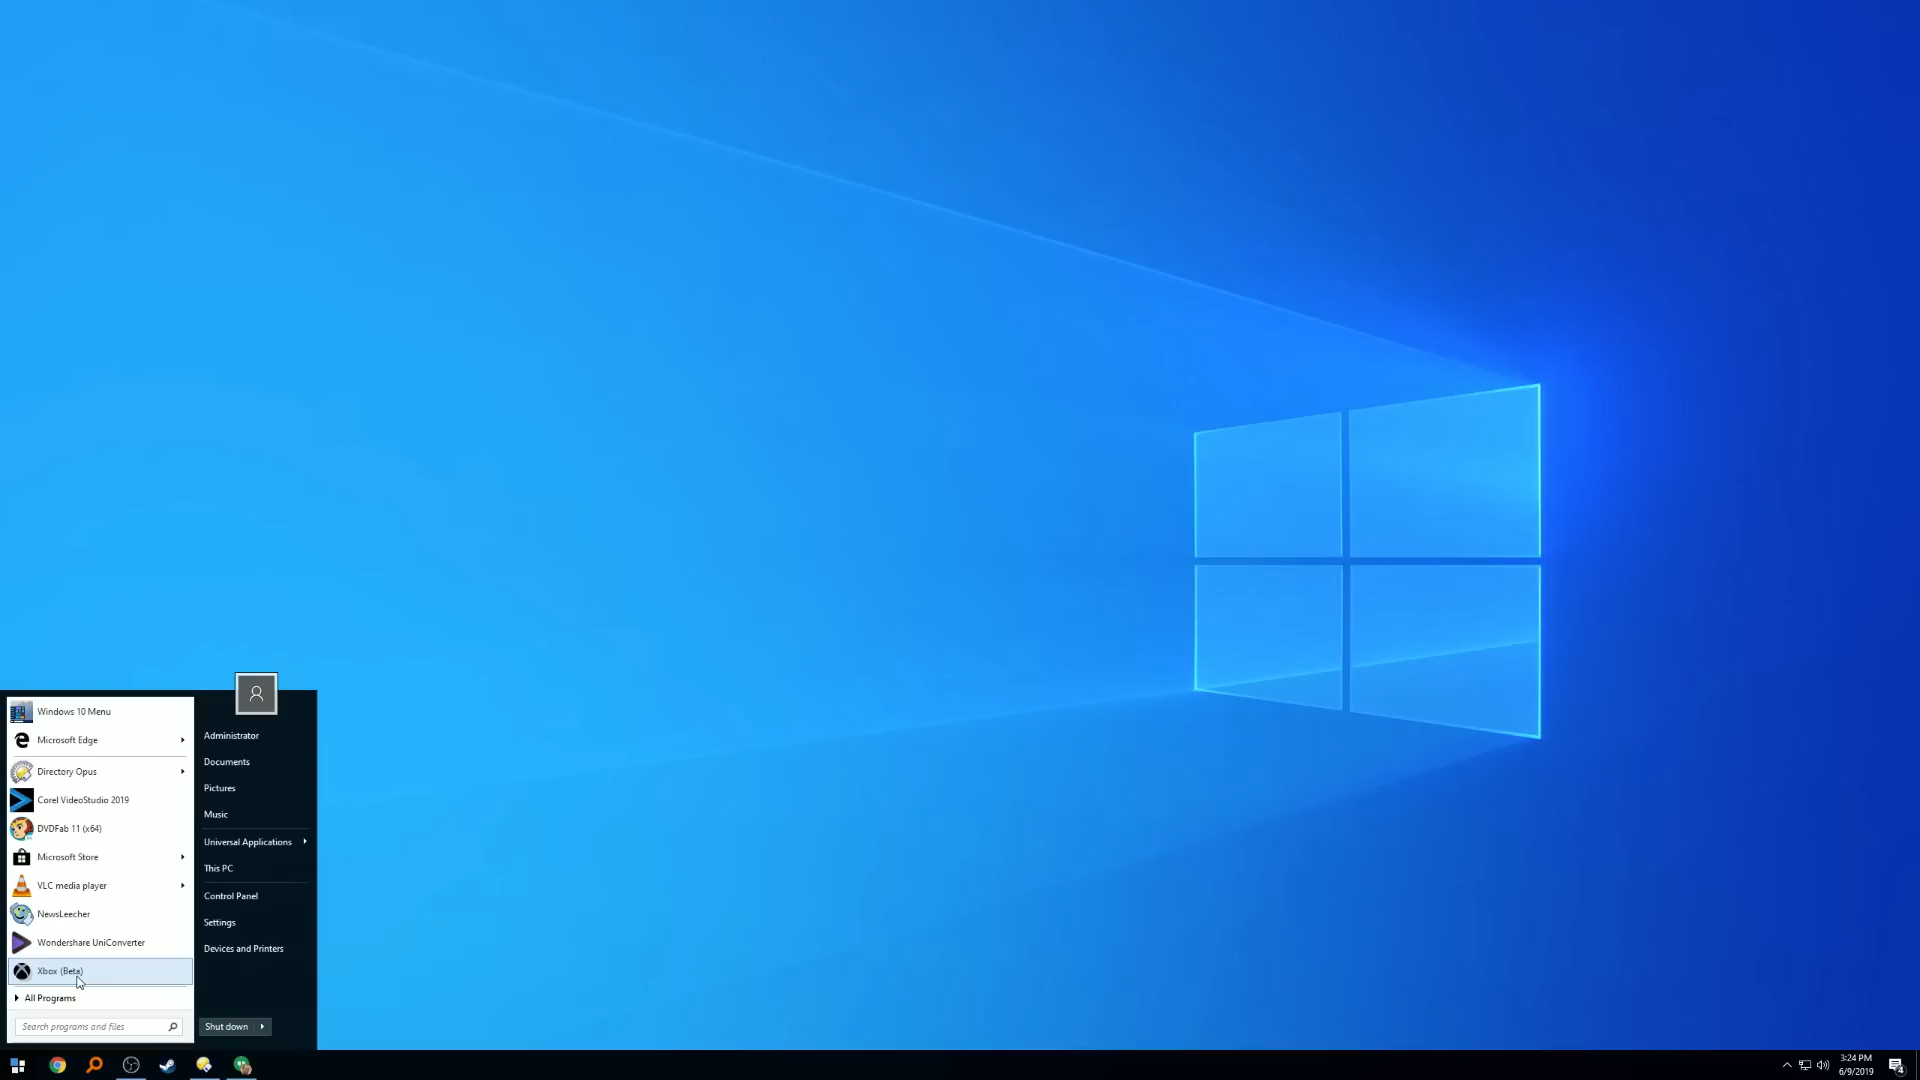 Windows 10 Menu
Microsoft Edge
Directory Opus
Corel VideoStudio 2019
DVDFab 11 (x64)
Microsoft Store
VLC media player
NewsLeecher
Wondershare UniConverter
Xbox (Beta)
All Programs
Search programs and files
Administrator
Documents
Pictures
Music
Universal Applications
This PC
Control Panel
Settings
Devices and Printers
Shut down
3:24 PM
6/9/2019
4